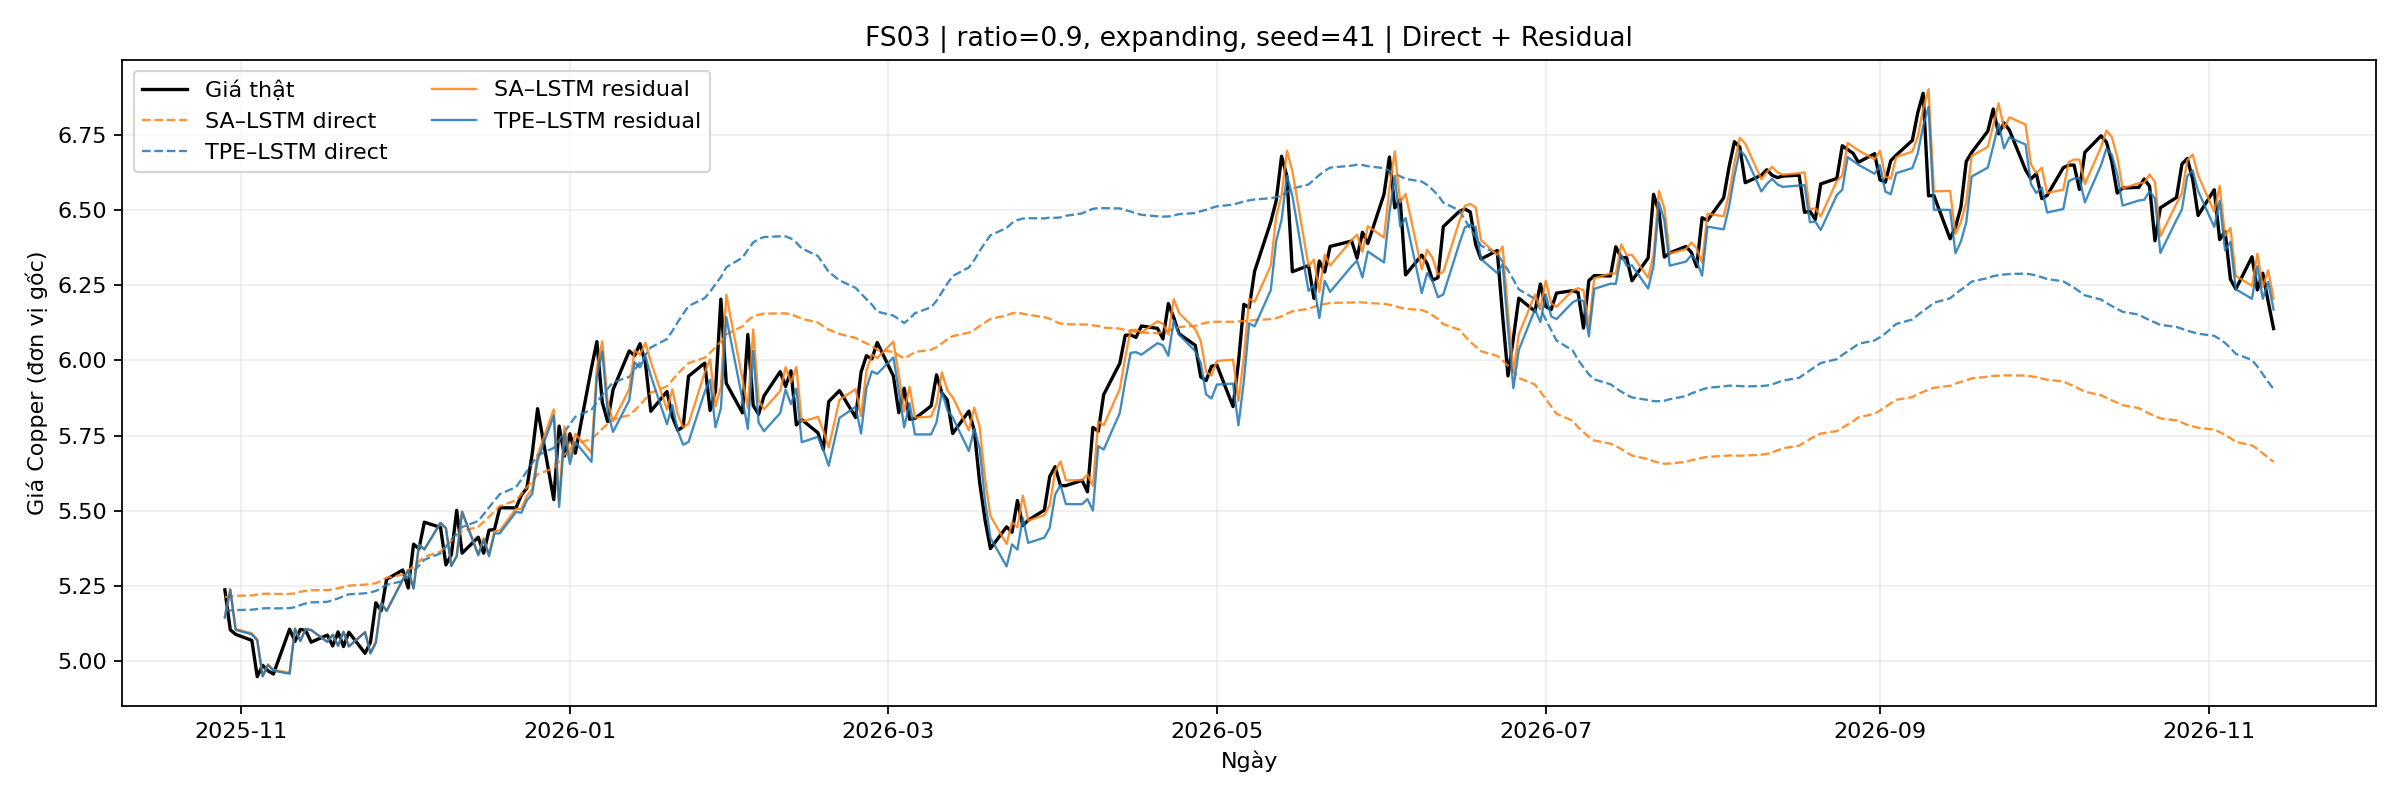 FS03 | ratio=0.9, expanding, seed=41 | Direct + Residual
Giá thật
SA–LSTM direct
TPE–LSTM direct
SA–LSTM residual
TPE–LSTM residual
Giá Copper (đơn vị gốc)
6.75
6.50
6.25
6.00
5.75
5.50
5.25
5.00
2025-11
2026-01
2026-03
2026-05
2026-07
2026-09
2026-11
Ngày